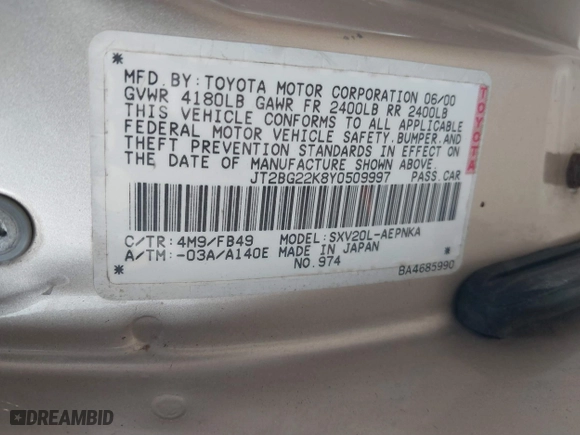 MFD. BY: TOYOTA MOTOR CORPORATION 06/00
GVWR 4180LB GAWR FR 2400LB RR 2400LB
THIS VEHICLE CONFORMS TO ALL APPLICABLE
FEDERAL MOTOR VEHICLE SAFETY, BUMPER, AND
THEFT PREVENTION STANDARDS IN EFFECT ON
THE DATE OF MANUFACTURE SHOWN ABOVE.
JT2BG22K8Y0509997 PASS. CAR
TOYOTA
C/TR: 4M9/FB49 MODEL: SXV20L-AEPNKA
A/TM: -03A/A140E MADE IN JAPAN
NO. 974
BA4685990
DREAMBID